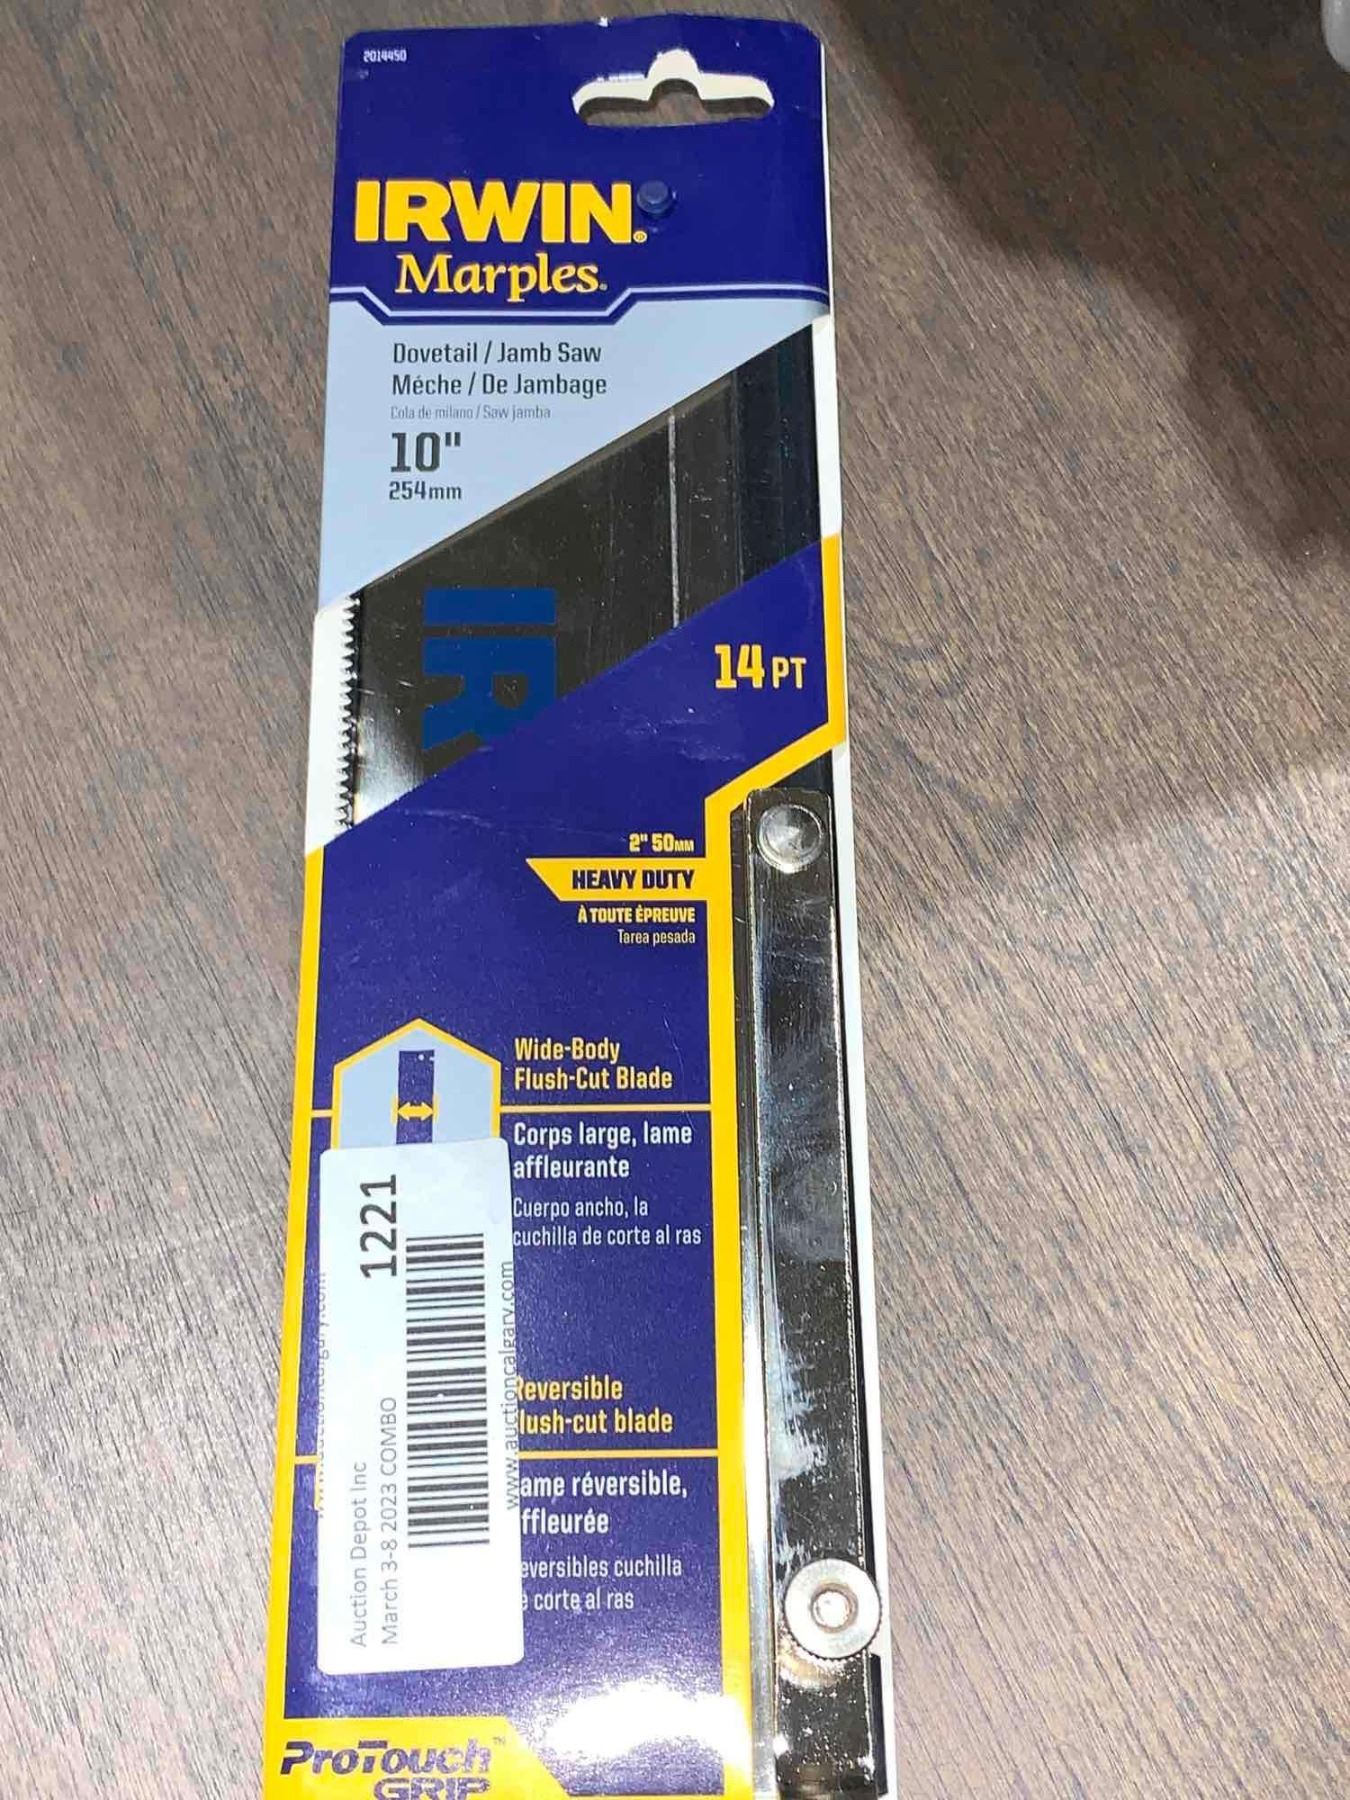 2014450
IRWIN®
Marples®
Dovetail / Jamb Saw
Méche / De Jambage
Cola de milano / Saw jamba
10"
254mm
IR
14 PT
2" 50MM
HEAVY DUTY
À TOUTE ÉPREUVE
Tarea pesada
Wide-Body
Flush-Cut Blade
Corps large, lame
affleurante
Cuerpo ancho, la
cuchilla de corte al ras
Reversible
lush-cut blade
ame réversible,
ffleurée
eversibles cuchilla
corte al ras
1221
www.auctioncalgary.com
Auction Depot Inc
March 3-8 2023 COMBO
ProTouch™
GRIP